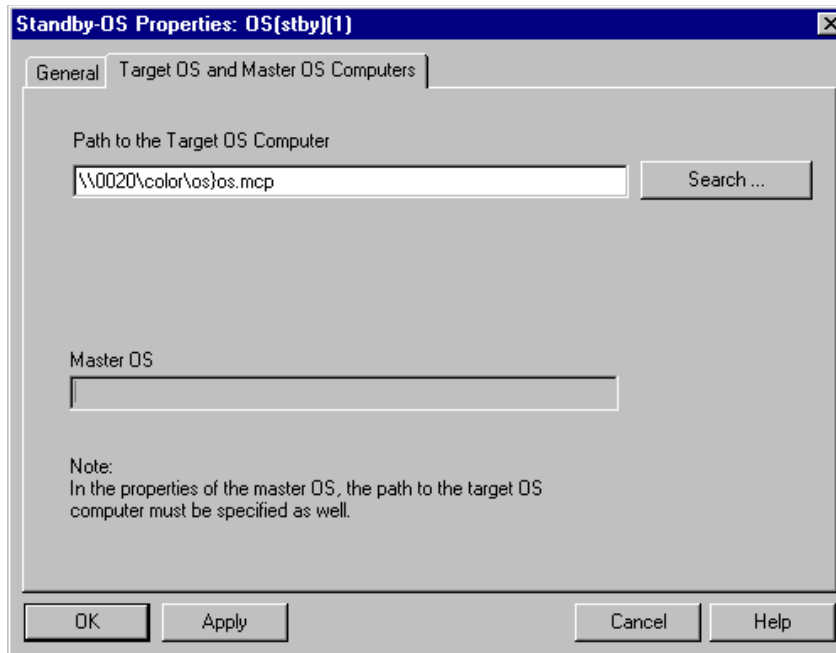 Standby-OS Properties: OS(stby)(1)
General
Target OS and Master OS Computers
Path to the Target OS Computer
\\0020\color\os}os.mcp
Search ...
Master OS
Note:
In the properties of the master OS, the path to the target OS
computer must be specified as well.
OK
Apply
Cancel
Help